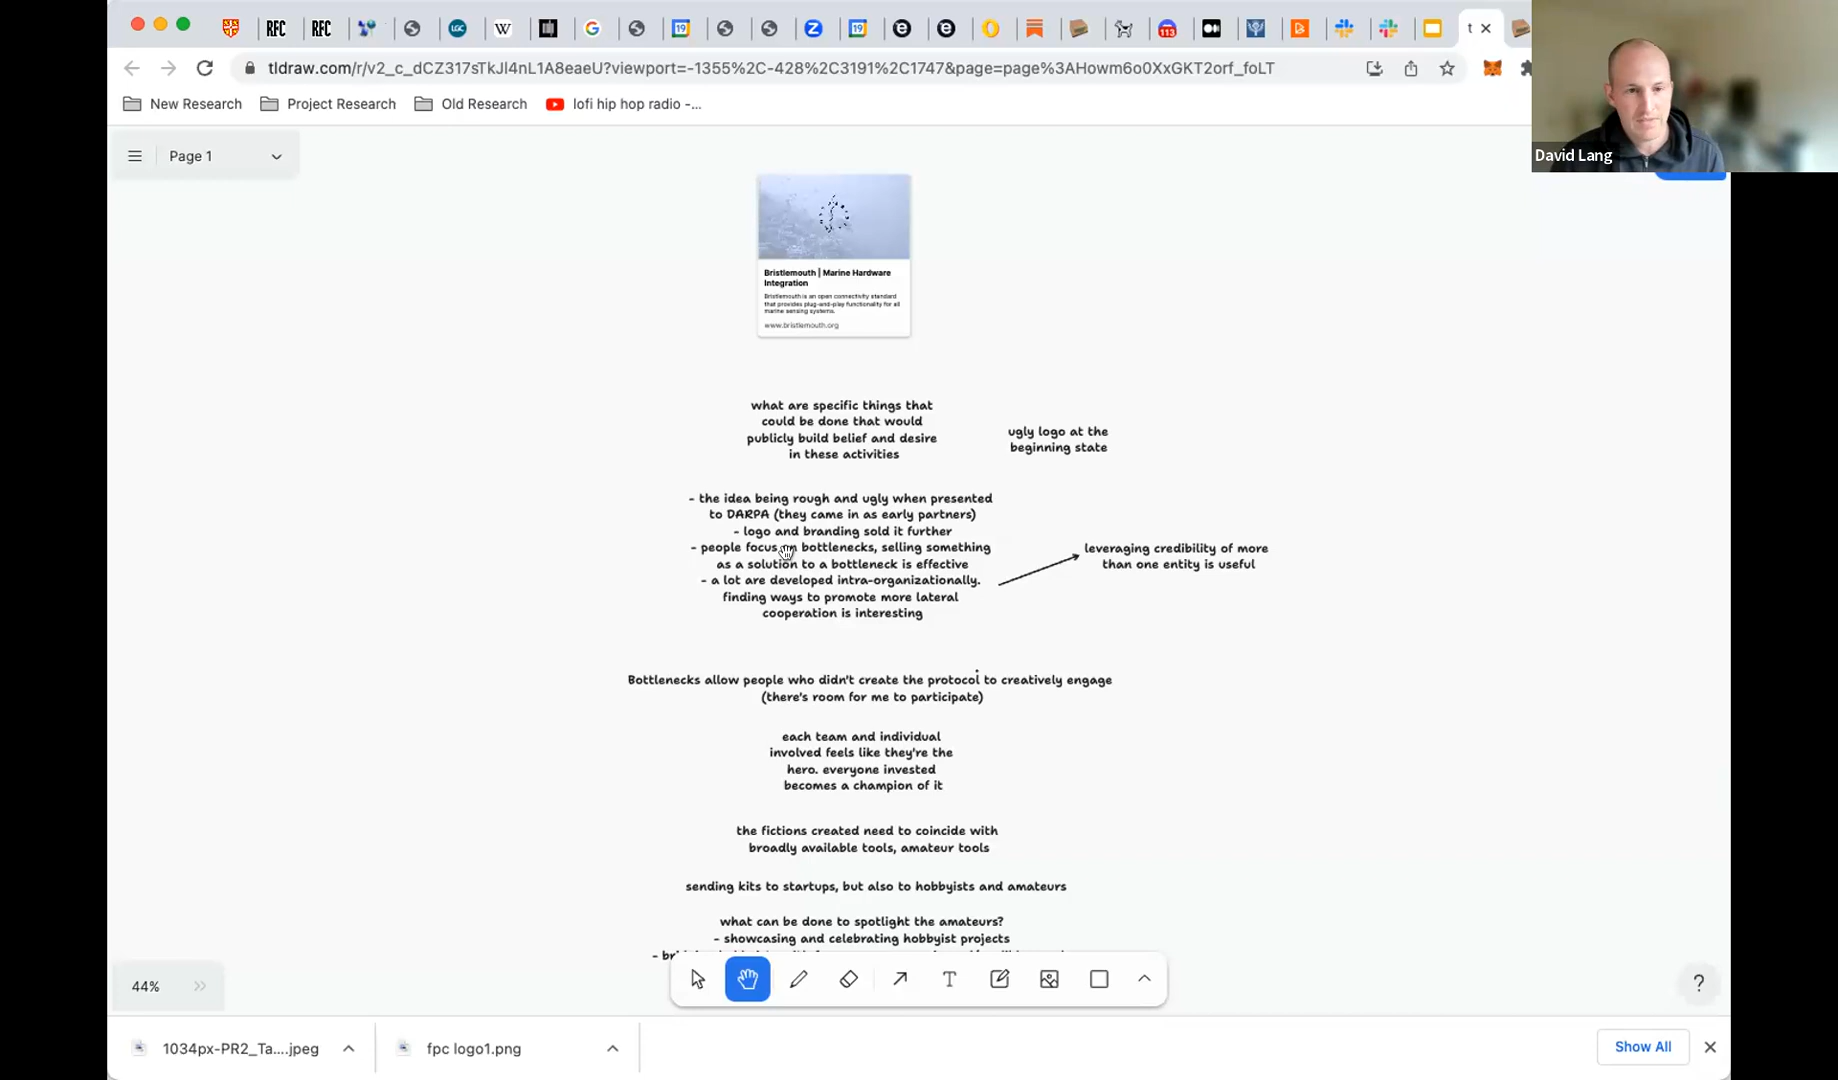 RFC
RFC
LGC
W
19
Z
19
113
t
tldraw.com/r/v2_c_dCZ317sTkJl4nL1A8eaeU?viewport=-1355%2C-428%2C3191%2C1747&page=page%3AHowm6o0XxGKT2orf_foLT
New Research
Project Research
Old Research
lofi hip hop radio -...
David Lang
Page 1
Bristlemouth | Marine Hardware
Integration
Bristlemouth is an open connectivity standard
that provides plug-and-play functionality for all
marine sensing systems.
www.bristlemouth.org
what are specific things that
could be done that would
publicly build belief and desire
in these activities
ugly logo at the
beginning state
- the idea being rough and ugly when presented
to DARPA (they came in as early partners)
- logo and branding sold it further
- people focus on bottlenecks, selling something
as a solution to a bottleneck is effective
- a lot are developed intra-organizationally.
finding ways to promote more lateral
cooperation is interesting
leveraging credibility of more
than one entity is useful
Bottlenecks allow people who didn't create the protocol to creatively engage
(there's room for me to participate)
each team and individual
involved feels like they're the
hero. everyone invested
becomes a champion of it
the fictions created need to coincide with
broadly available tools, amateur tools
sending kits to startups, but also to hobbyists and amateurs
what can be done to spotlight the amateurs?
- showcasing and celebrating hobbyist projects
44%
T
?
1034px-PR2_Ta....jpeg
fpc logo1.png
Show All